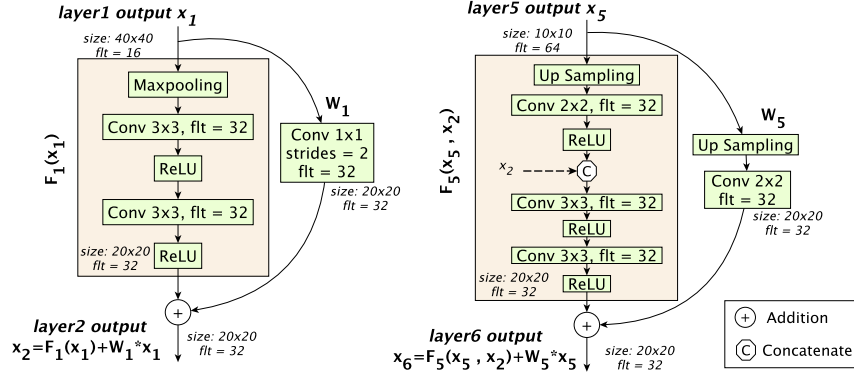 layer1 output x1
size: 40x40
flt = 16
Maxpooling
Conv 3x3, flt = 32
ReLU
Conv 3x3, flt = 32
size: 20x20
flt = 32
ReLU
F1(x1)
W1
Conv 1x1
strides = 2
flt = 32
size: 20x20
flt = 32
+
layer2 output
x2=F1(x1)+W1*x1
size: 20x20
flt = 32
layer5 output x5
size: 10x10
flt = 64
Up Sampling
Conv 2x2, flt = 32
ReLU
x2
C
Conv 3x3, flt = 32
ReLU
Conv 3x3, flt = 32
size: 20x20
flt = 32
ReLU
F5(x5 , x2)
W5
Up Sampling
Conv 2x2
flt = 32
size: 20x20
flt = 32
+
layer6 output
x6=F5(x5 , x2)+W5*x5
size: 20x20
flt = 32
+ Addition
C Concatenate